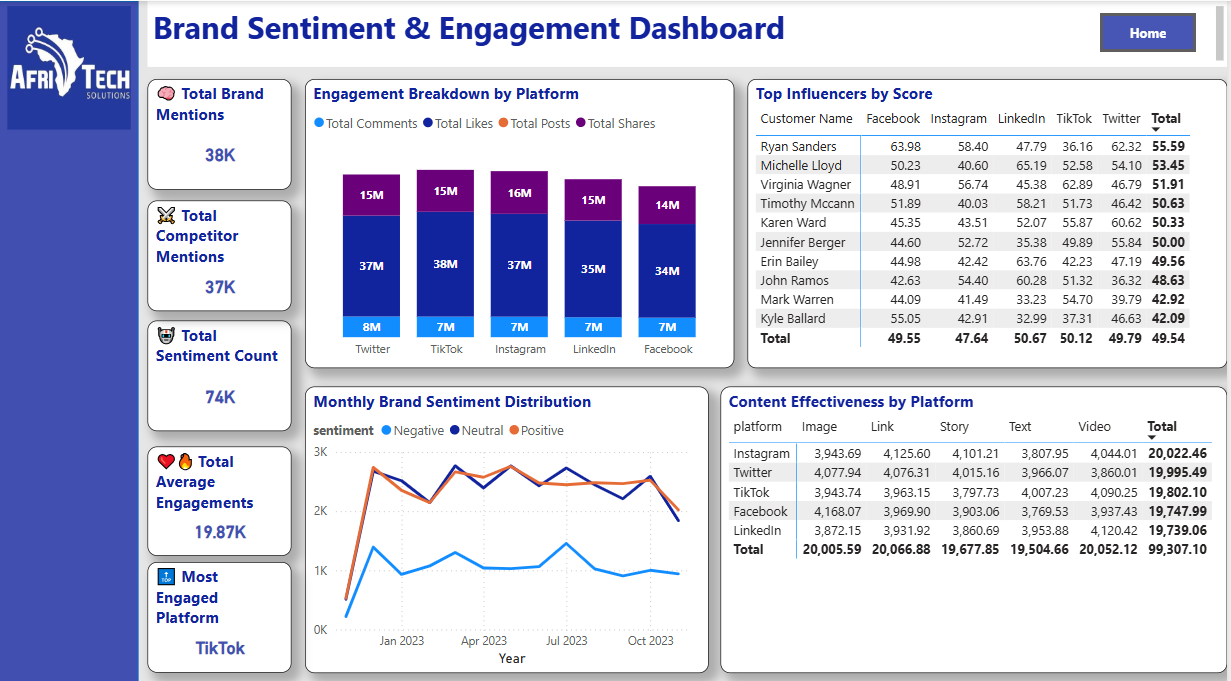 AFRITECH
SOLUTIONS
Brand Sentiment & Engagement Dashboard
Home
Total Brand
Mentions
38K
Total
Competitor
Mentions
37K
Total
Sentiment Count
74K
Total
Average
Engagements
19.87K
TOP
Most
Engaged
Platform
TikTok
Engagement Breakdown by Platform
Total Comments Total Likes Total Posts Total Shares
15M 15M 16M 15M 14M
37M 38M 37M 35M 34M
8M 7M 7M 7M 7M
Twitter TikTok Instagram LinkedIn Facebook
Top Influencers by Score
Customer Name Facebook Instagram LinkedIn TikTok Twitter Total
Ryan Sanders 63.98 58.40 47.79 36.16 62.32 55.59
Michelle Lloyd 50.23 40.60 65.19 52.58 54.10 53.45
Virginia Wagner 48.91 56.74 45.38 62.89 46.79 51.91
Timothy Mccann 51.89 40.03 58.21 51.73 46.42 50.63
Karen Ward 45.35 43.51 52.07 55.87 60.62 50.33
Jennifer Berger 44.60 52.72 35.38 49.89 55.84 50.00
Erin Bailey 44.98 42.42 63.76 42.23 47.19 49.56
John Ramos 42.63 54.40 60.28 51.32 36.32 48.63
Mark Warren 44.09 41.49 33.23 54.70 39.79 42.92
Kyle Ballard 55.05 42.91 32.99 37.31 46.63 42.09
Total 49.55 47.64 50.67 50.12 49.79 49.54
Monthly Brand Sentiment Distribution
sentiment Negative Neutral Positive
3K
2K
1K
0K
Jan 2023 Apr 2023 Jul 2023 Oct 2023
Year
Content Effectiveness by Platform
platform Image Link Story Text Video Total
Instagram 3,943.69 4,125.60 4,101.21 3,807.95 4,044.01 20,022.46
Twitter 4,077.94 4,076.31 4,015.16 3,966.07 3,860.01 19,995.49
TikTok 3,943.74 3,963.15 3,797.73 4,007.23 4,090.25 19,802.10
Facebook 4,168.07 3,969.90 3,903.06 3,769.53 3,937.43 19,747.99
LinkedIn 3,872.15 3,931.92 3,860.69 3,953.88 4,120.42 19,739.06
Total 20,005.59 20,066.88 19,677.85 19,504.66 20,052.12 99,307.10